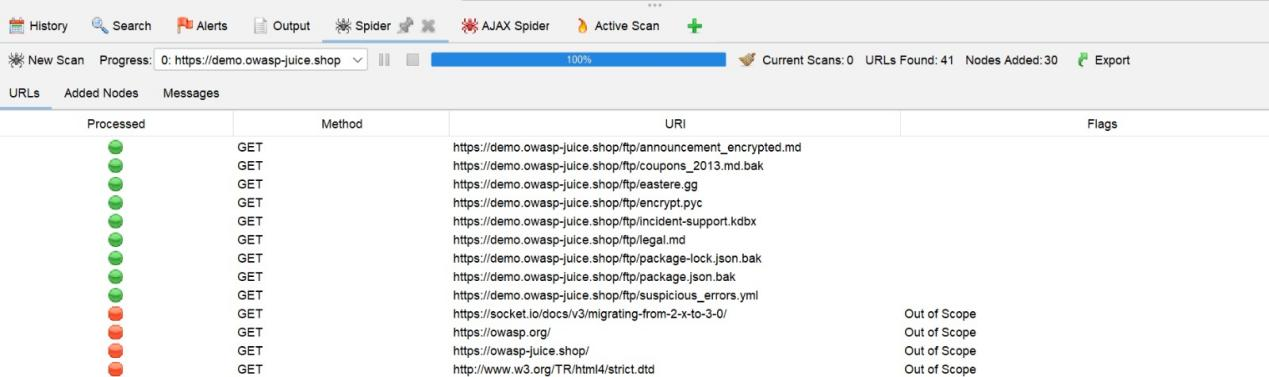 History Search Alerts Output Spider AJAX Spider Active Scan
New Scan Progress: 0: https://demo.owasp-juice.shop 100% Current Scans: 0 URLs Found: 41 Nodes Added: 30 Export
URLs Added Nodes Messages
Processed Method URI Flags
GET https://demo.owasp-juice.shop/ftp/announcement_encrypted.md
GET https://demo.owasp-juice.shop/ftp/coupons_2013.md.bak
GET https://demo.owasp-juice.shop/ftp/eastere.gg
GET https://demo.owasp-juice.shop/ftp/encrypt.pyc
GET https://demo.owasp-juice.shop/ftp/incident-support.kdbx
GET https://demo.owasp-juice.shop/ftp/legal.md
GET https://demo.owasp-juice.shop/ftp/package-lock.json.bak
GET https://demo.owasp-juice.shop/ftp/package.json.bak
GET https://demo.owasp-juice.shop/ftp/suspicious_errors.yml
GET https://socket.io/docs/v3/migrating-from-2-x-to-3-0/ Out of Scope
GET https://owasp.org/ Out of Scope
GET https://owasp-juice.shop/ Out of Scope
GET http://www.w3.org/TR/html4/strict.dtd Out of Scope